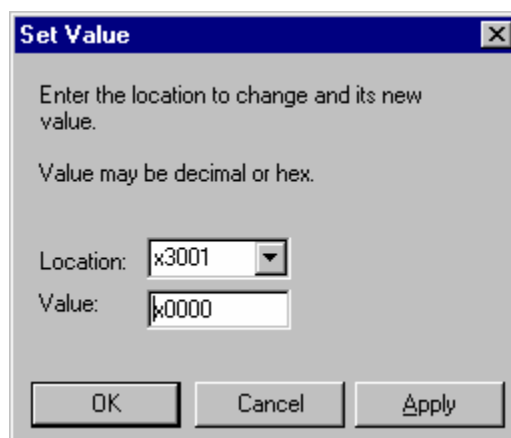 Set Value
Enter the location to change and its new
value.
Value may be decimal or hex.
Location: x3001
Value: x0000
OK Cancel Apply